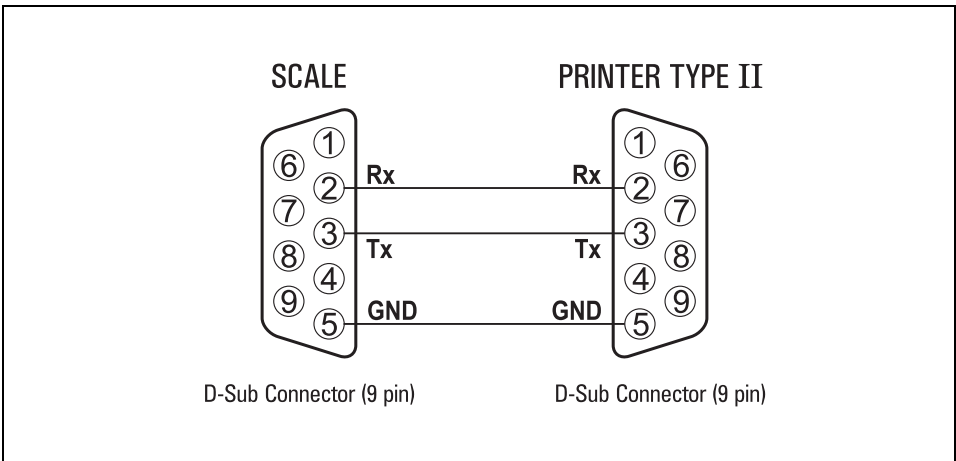 SCALE
PRINTER TYPE II
1
6
2
7
3
8
4
9
5
Rx
Tx
GND
Rx
Tx
GND
1
6
2
7
3
8
4
9
5
D-Sub Connector (9 pin)
D-Sub Connector (9 pin)